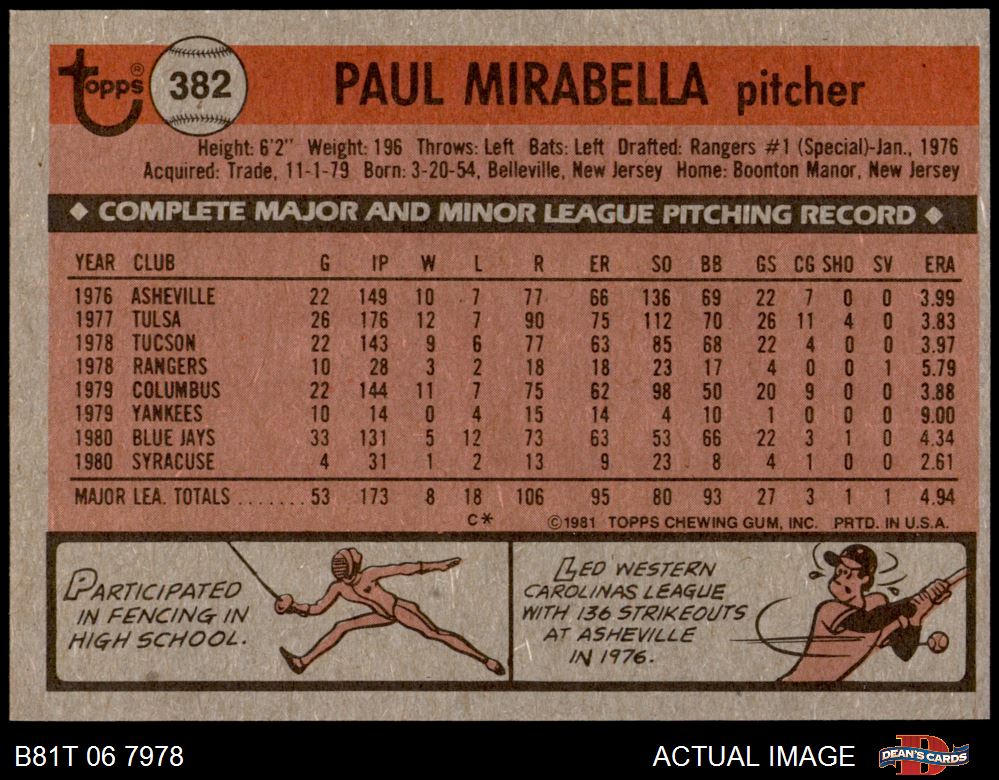 topps® 382 PAUL MIRABELLA pitcher
Height: 6'2" Weight: 196 Throws: Left Bats: Left Drafted: Rangers #1 (Special)-Jan., 1976
Acquired: Trade, 11-1-79 Born: 3-20-54, Belleville, New Jersey Home: Boonton Manor, New Jersey
◆ COMPLETE MAJOR AND MINOR LEAGUE PITCHING RECORD ◆
YEAR CLUB G IP W L R ER SO BB GS CG SHO SV ERA
1976 ASHEVILLE 22 149 10 7 77 66 136 69 22 7 0 0 3.99
1977 TULSA 26 176 12 7 90 75 112 70 26 11 4 0 3.83
1978 TUCSON 22 143 9 6 77 63 85 68 22 4 0 0 3.97
1978 RANGERS 10 28 3 2 18 18 23 17 4 0 0 1 5.79
1979 COLUMBUS 22 144 11 7 75 62 98 50 20 9 0 0 3.88
1979 YANKEES 10 14 0 4 15 14 4 10 1 0 0 0 9.00
1980 BLUE JAYS 33 131 5 12 73 63 53 66 22 3 1 0 4.34
1980 SYRACUSE 4 31 1 2 13 9 23 8 4 1 0 0 2.61
MAJOR LEA. TOTALS ....... 53 173 8 18 106 95 80 93 27 3 1 1 4.94
C* ©1981 TOPPS CHEWING GUM, INC. PRTD. IN U.S.A.
PARTICIPATED
IN FENCING IN
HIGH SCHOOL.
LED WESTERN
CAROLINAS LEAGUE
WITH 136 STRIKEOUTS
AT ASHEVILLE
IN 1976.
B81T 06 7978 ACTUAL IMAGE D DEAN'S CARDS